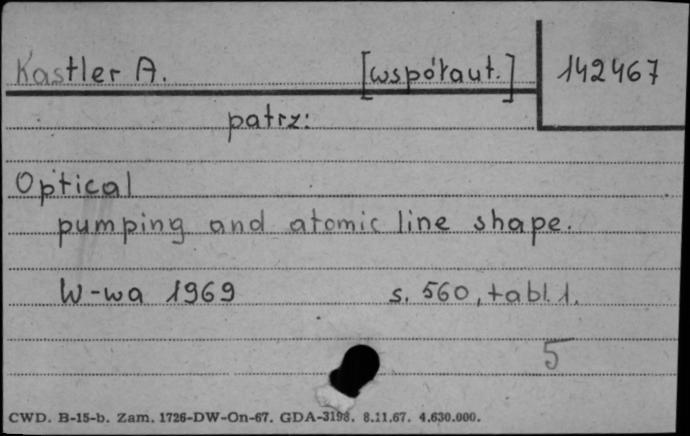 Kastler A. [współaut.] 142467
patrz:
Optical
pumping and atomic line shape.
W-wa 1969 s. 560, tabl. 1.
5
CWD. B-15-b. Zam. 1726-DW-On-67. GDA-3198. 8.11.67. 4.630.000.